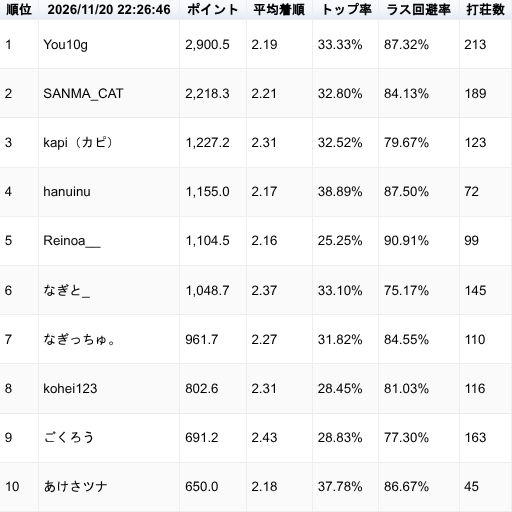 順位 2026/11/20 22:26:46 ポイント 平均着順 トップ率 ラス回避率 打荘数
1 You10g 2,900.5 2.19 33.33% 87.32% 213
2 SANMA_CAT 2,218.3 2.21 32.80% 84.13% 189
3 kapi（カピ） 1,227.2 2.31 32.52% 79.67% 123
4 hanuinu 1,155.0 2.17 38.89% 87.50% 72
5 Reinoa__ 1,104.5 2.16 25.25% 90.91% 99
6 なぎと_ 1,048.7 2.37 33.10% 75.17% 145
7 なぎっちゅ。 961.7 2.27 31.82% 84.55% 110
8 kohei123 802.6 2.31 28.45% 81.03% 116
9 ごくろう 691.2 2.43 28.83% 77.30% 163
10 あけさツナ 650.0 2.18 37.78% 86.67% 45